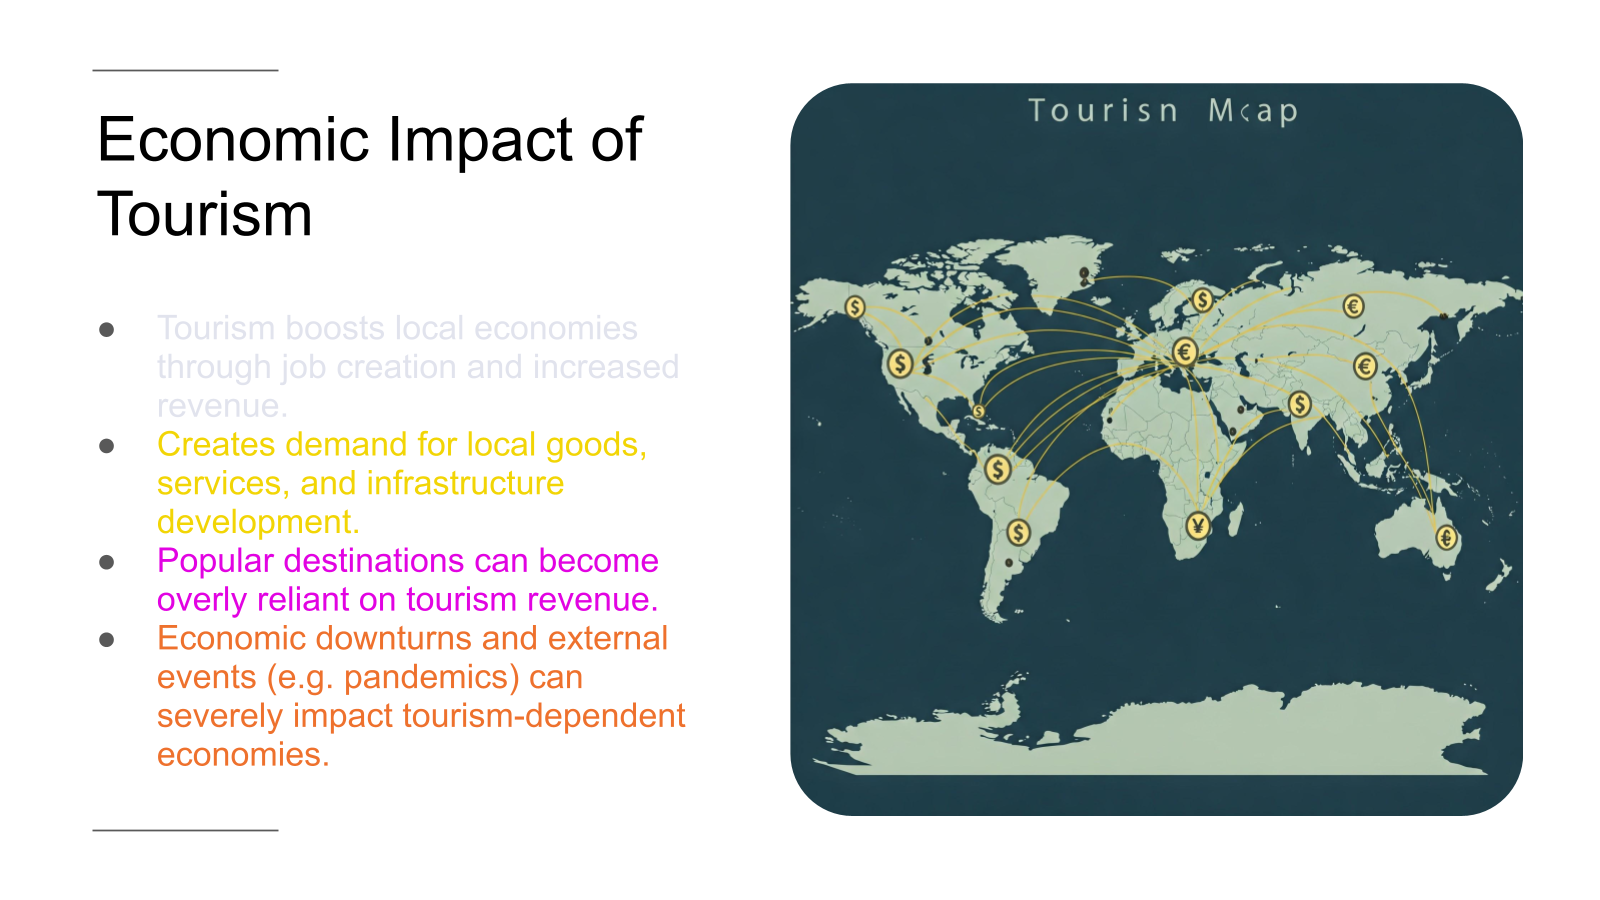 Economic Impact of
Tourism
● Tourism boosts local economies
through job creation and increased
revenue.
● Creates demand for local goods,
services, and infrastructure
development.
● Popular destinations can become
overly reliant on tourism revenue.
● Economic downturns and external
events (e.g. pandemics) can
severely impact tourism-dependent
economies.
Tourisn M‹ap
$
$
$
$
$
$
€
€
€
$
¥